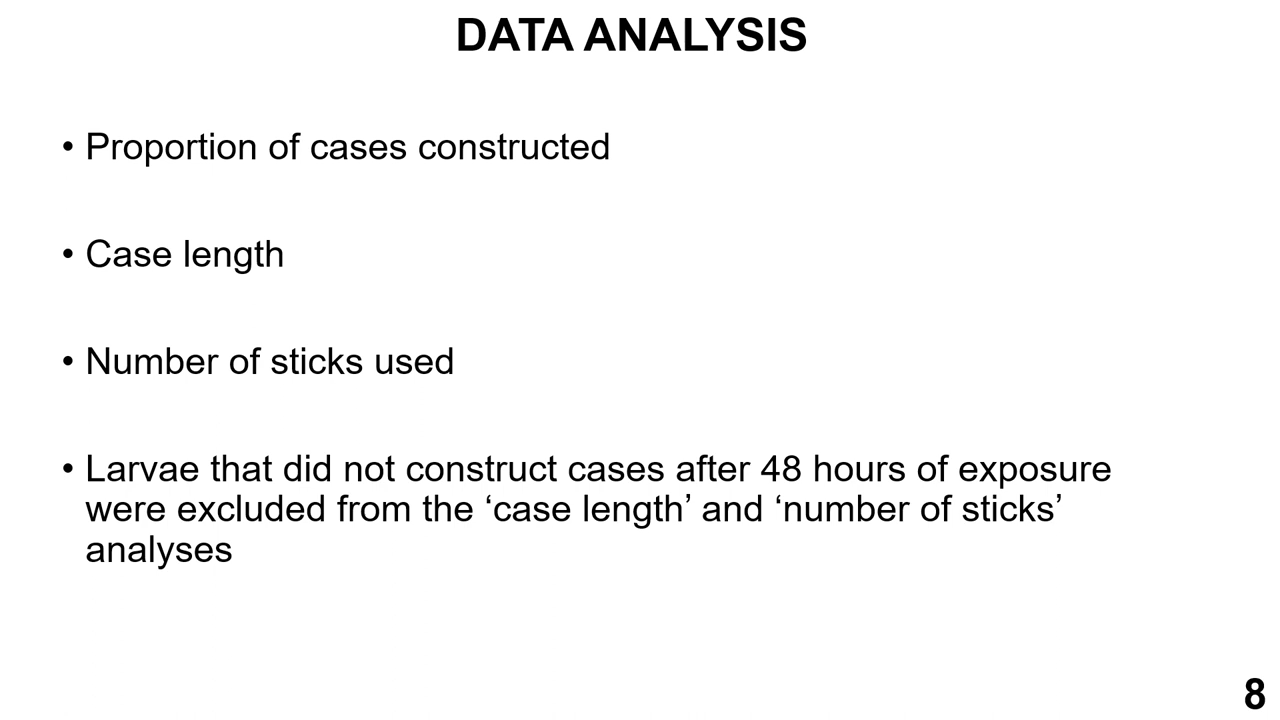 DATA ANALYSIS
• Proportion of cases constructed
• Case length
• Number of sticks used
• Larvae that did not construct cases after 48 hours of exposure
were excluded from the ‘case length’ and ‘number of sticks’
analyses
8